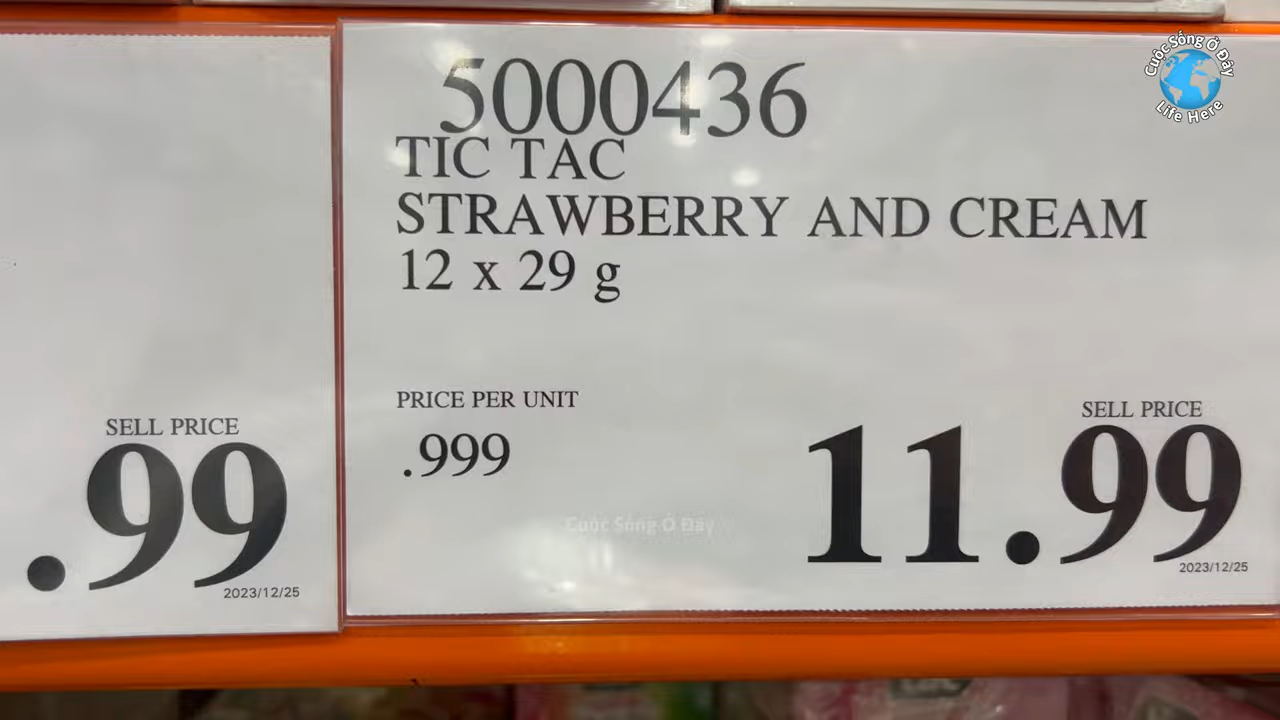 SELL PRICE
.99
2023/12/25
5000436
TIC TAC
STRAWBERRY AND CREAM
12 x 29 g
PRICE PER UNIT
.999
SELL PRICE
11.99
2023/12/25
Cuộc Sống Ở Đây
Life Here
Cuộc Sống Ở Đây